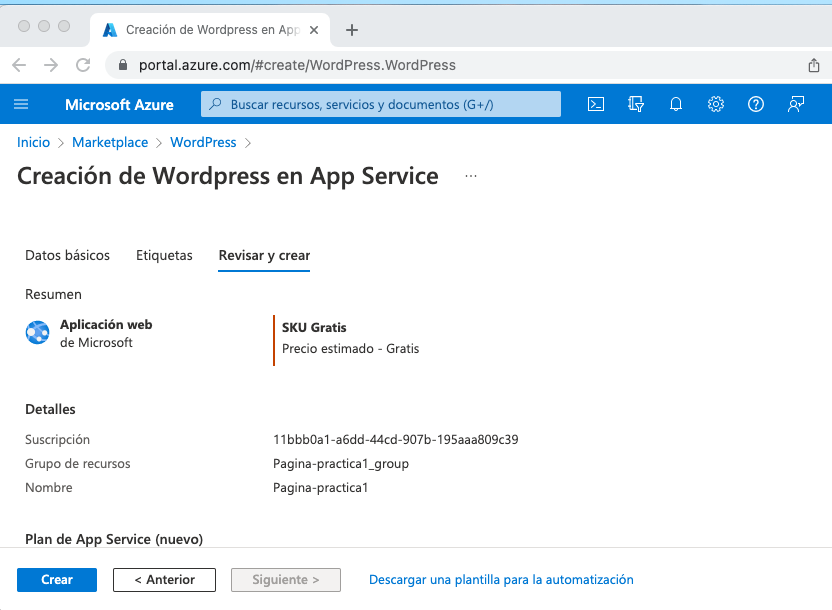 Creación de Wordpress en App
portal.azure.com/#create/WordPress.WordPress
Microsoft Azure
Buscar recursos, servicios y documentos (G+/)
Inicio > Marketplace > WordPress >
Creación de Wordpress en App Service ...
Datos básicos Etiquetas Revisar y crear
Resumen
Aplicación web
de Microsoft
SKU Gratis
Precio estimado - Gratis
Detalles
Suscripción 11bbb0a1-a6dd-44cd-907b-195aaa809c39
Grupo de recursos Pagina-practica1_group
Nombre Pagina-practica1
Plan de App Service (nuevo)
Crear < Anterior Siguiente > Descargar una plantilla para la automatización